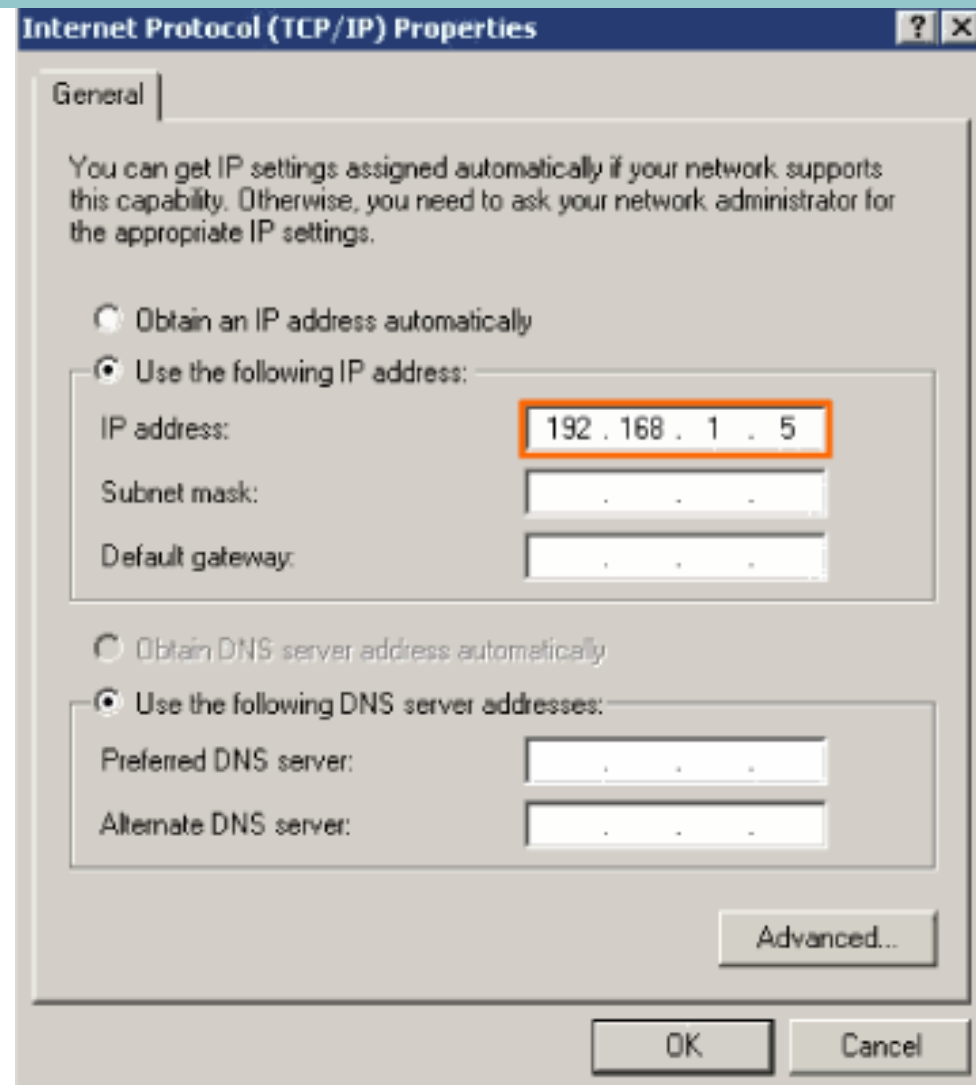 Internet Protocol (TCP/IP) Properties
General
You can get IP settings assigned automatically if your network supports
this capability. Otherwise, you need to ask your network administrator for
the appropriate IP settings.
Obtain an IP address automatically
Use the following IP address:
IP address: 192 . 168 . 1 . 5
Subnet mask: . . .
Default gateway: . . .
Obtain DNS server address automatically
Use the following DNS server addresses:
Preferred DNS server: . . .
Alternate DNS server: . . .
Advanced...
OK Cancel